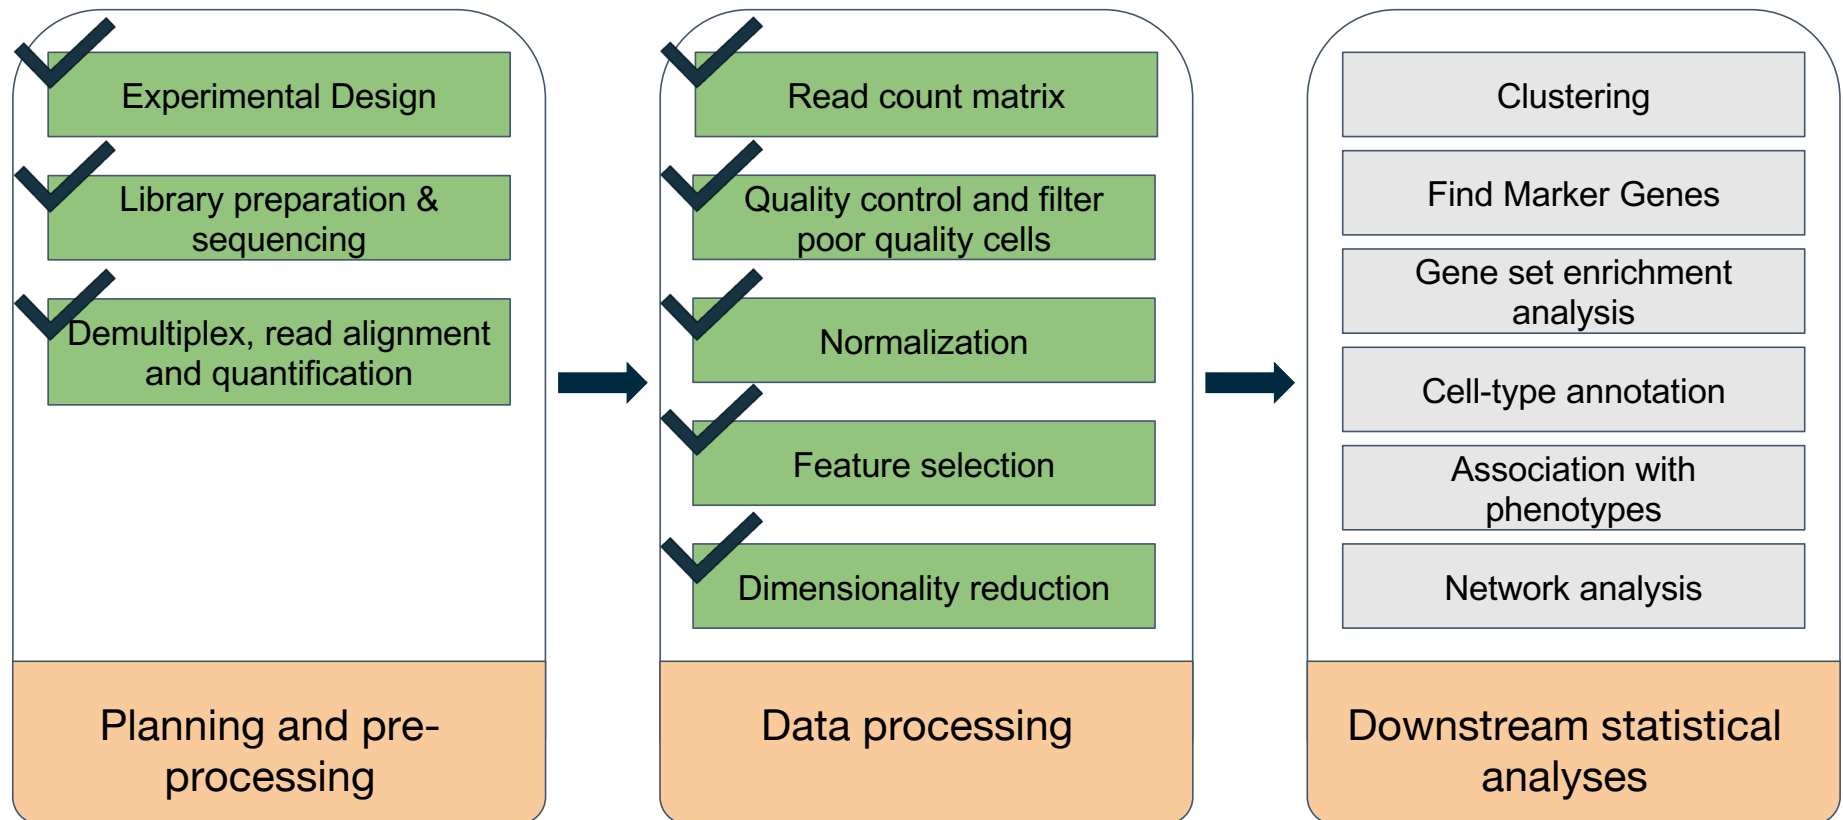 Experimental Design
Library preparation &
sequencing
Demultiplex, read alignment
and quantification
Planning and pre-
processing
Read count matrix
Quality control and filter
poor quality cells
Normalization
Feature selection
Dimensionality reduction
Data processing
Clustering
Find Marker Genes
Gene set enrichment
analysis
Cell-type annotation
Association with
phenotypes
Network analysis
Downstream statistical
analyses